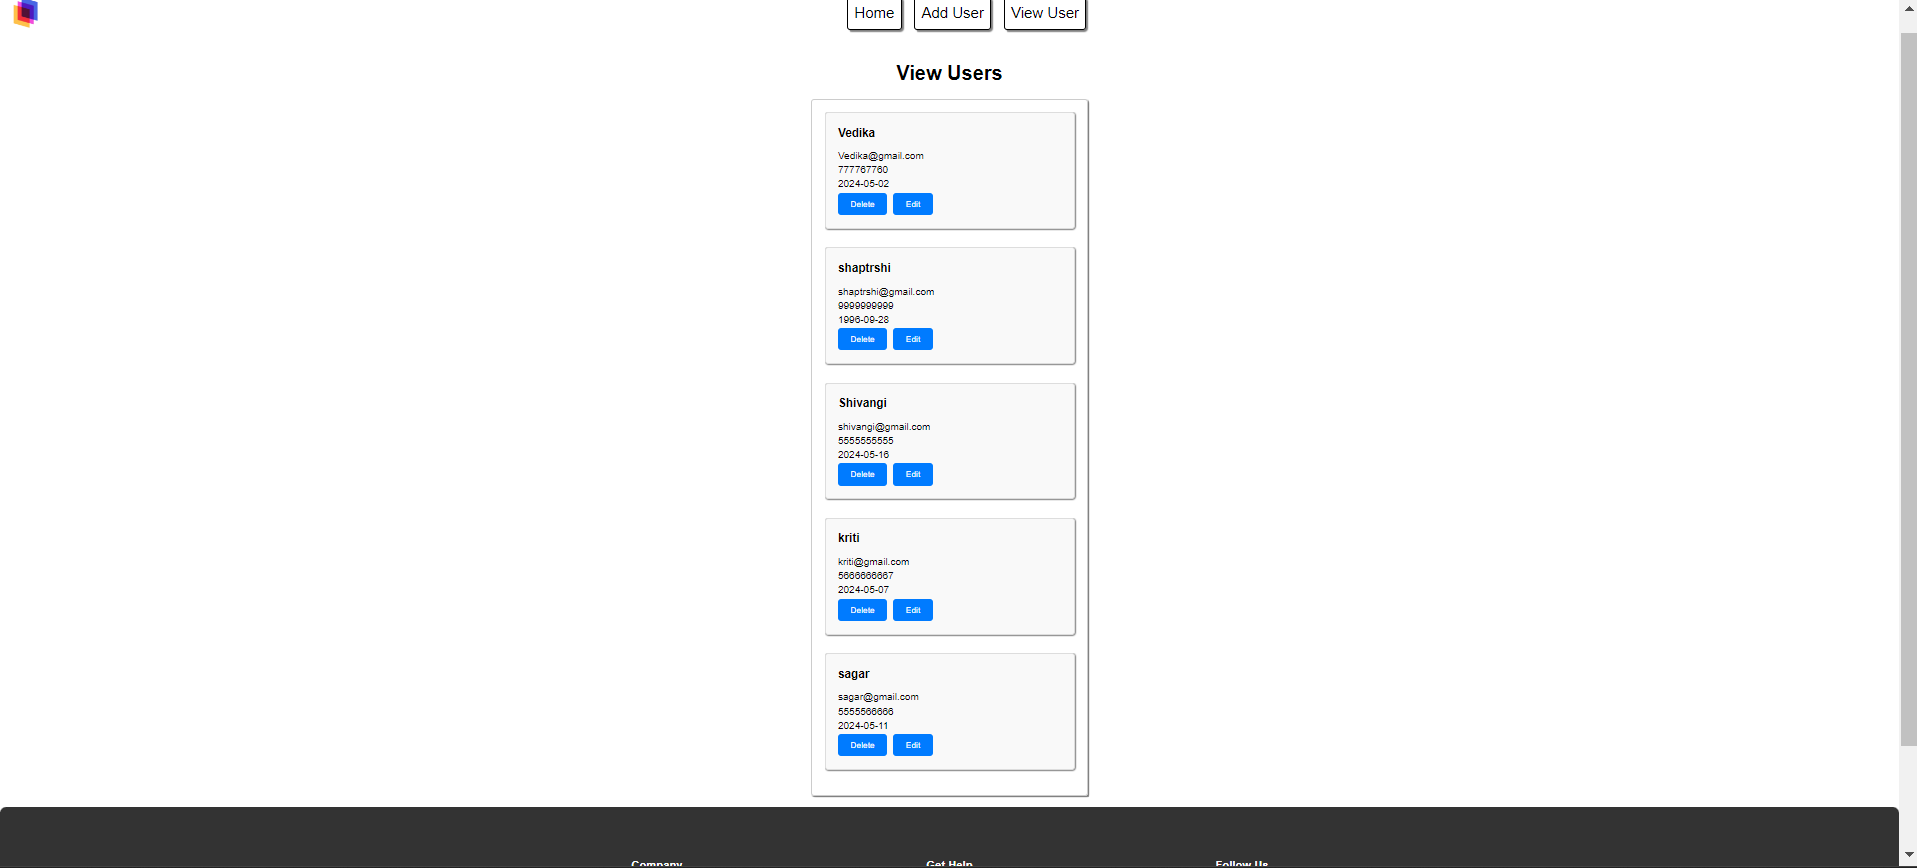 Home Add User View User
View Users
Vedika
Vedika@gmail.com
777767760
2024-05-02
Delete Edit
shaptrshi
shaptrshi@gmail.com
9999999999
1996-09-28
Delete Edit
Shivangi
shivangi@gmail.com
5555555555
2024-05-16
Delete Edit
kriti
kriti@gmail.com
5666666667
2024-05-07
Delete Edit
sagar
sagar@gmail.com
5555566666
2024-05-11
Delete Edit
Company Get Help Follow Us